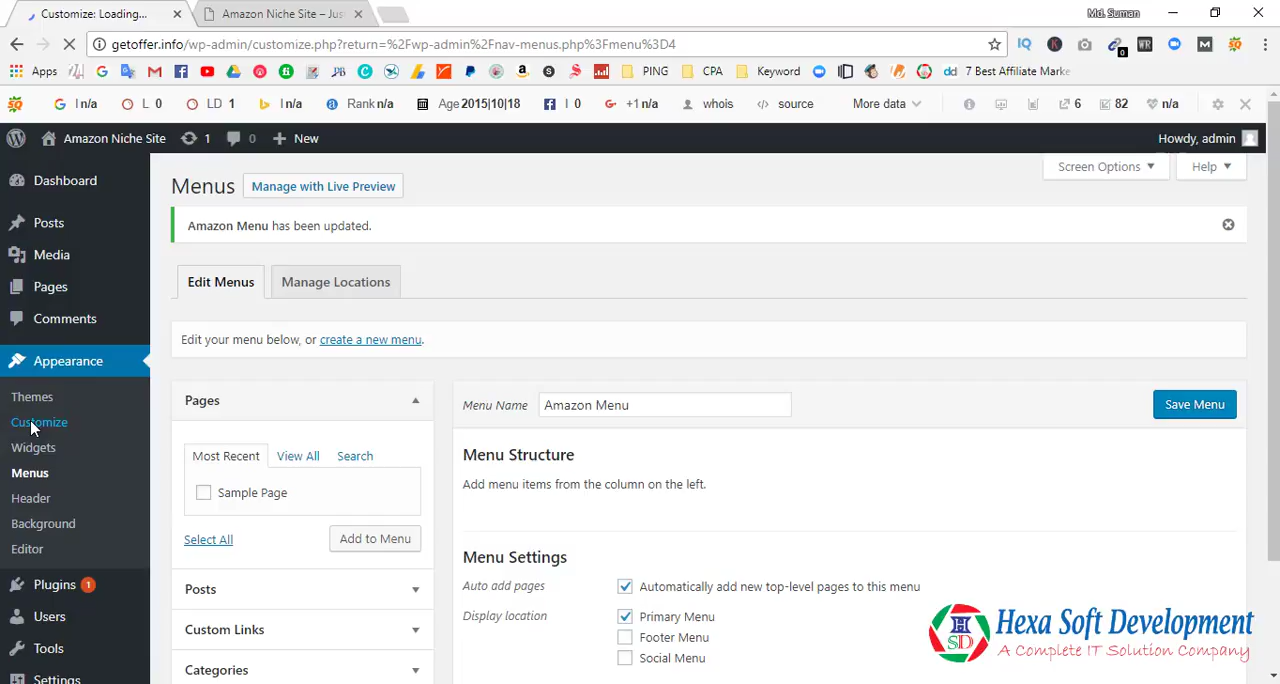 Customize: Loading...
Amazon Niche Site – Jus
Md. Suman
getoffer.info/wp-admin/customize.php?return=%2Fwp-admin%2Fnav-menus.php%3Fmenu%3D4
Apps
PING
CPA
Keyword
7 Best Affiliate Marke
I n/a
L 0
LD 1
I n/a
Rank n/a
Age 2015|10|18
I 0
+1 n/a
whois
source
More data
6
82
n/a
Amazon Niche Site
1
0
New
Howdy, admin
Dashboard
Posts
Media
Pages
Comments
Appearance
Themes
Customize
Widgets
Menus
Header
Background
Editor
Plugins 1
Users
Tools
Settings
Screen Options
Help
Menus
Manage with Live Preview
Amazon Menu has been updated.
Edit Menus
Manage Locations
Edit your menu below, or create a new menu.
Pages
Most Recent
View All
Search
Sample Page
Select All
Add to Menu
Posts
Custom Links
Categories
Menu Name
Amazon Menu
Save Menu
Menu Structure
Add menu items from the column on the left.
Menu Settings
Auto add pages
Automatically add new top-level pages to this menu
Display location
Primary Menu
Footer Menu
Social Menu
HSD
Hexa Soft Development
A Complete IT Solution Company